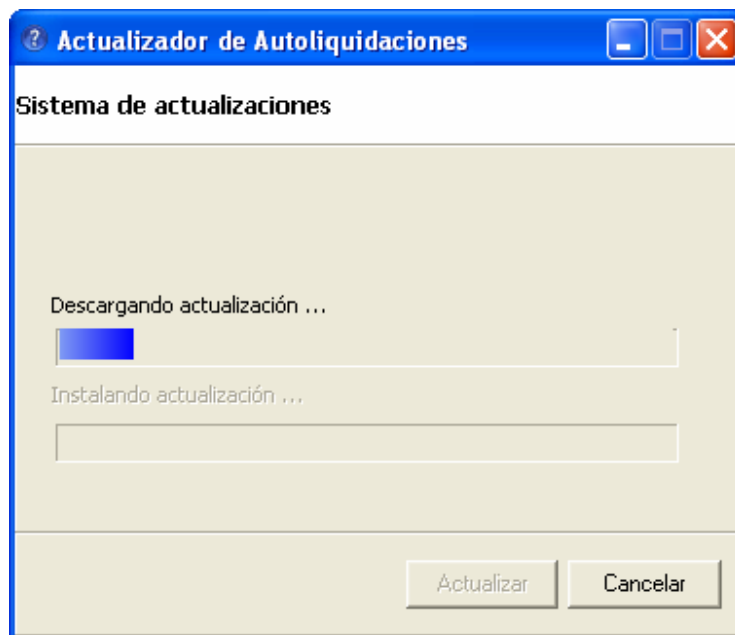 Actualizador de Autoliquidaciones
Sistema de actualizaciones
Descargando actualización ...
Instalando actualización ...
Actualizar Cancelar